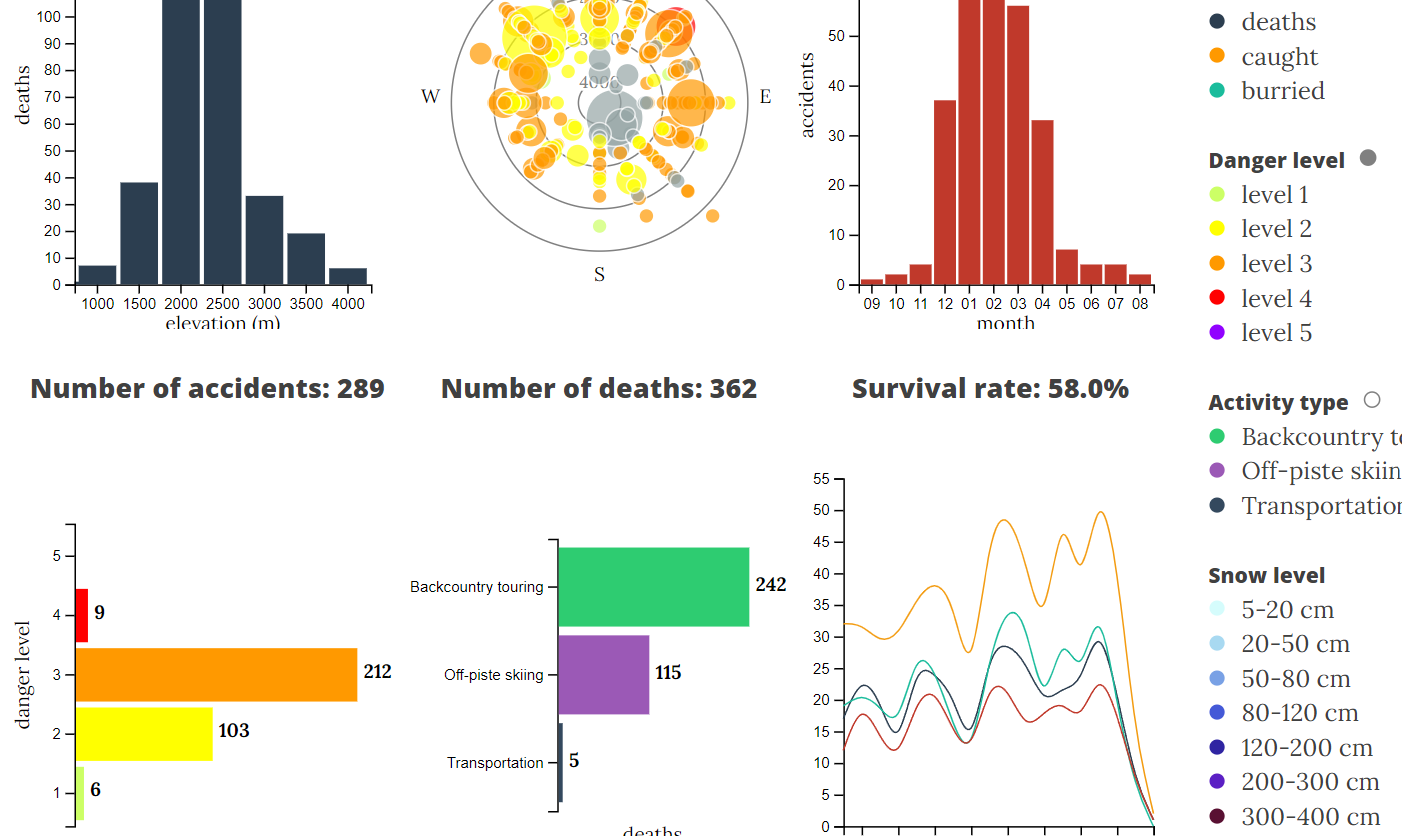 deaths
100
90
80
70
60
50
40
30
20
10
0
1000 1500 2000 2500 3000 3500 4000
elevation (m)
4000
W
E
S
accidents
50
40
30
20
10
0
09 10 11 12 01 02 03 04 05 06 07 08
month
deaths
caught
burried
Danger level
level 1
level 2
level 3
level 4
level 5
Number of accidents: 289
Number of deaths: 362
Survival rate: 58.0%
Activity type
Backcountry to
Off-piste skiin
Transportation
Snow level
5-20 cm
20-50 cm
50-80 cm
80-120 cm
120-200 cm
200-300 cm
300-400 cm
danger level
5
4
3
2
1
9
212
103
6
Backcountry touring
242
Off-piste skiing
115
Transportation
5
deaths
55
50
45
40
35
30
25
20
15
10
5
0